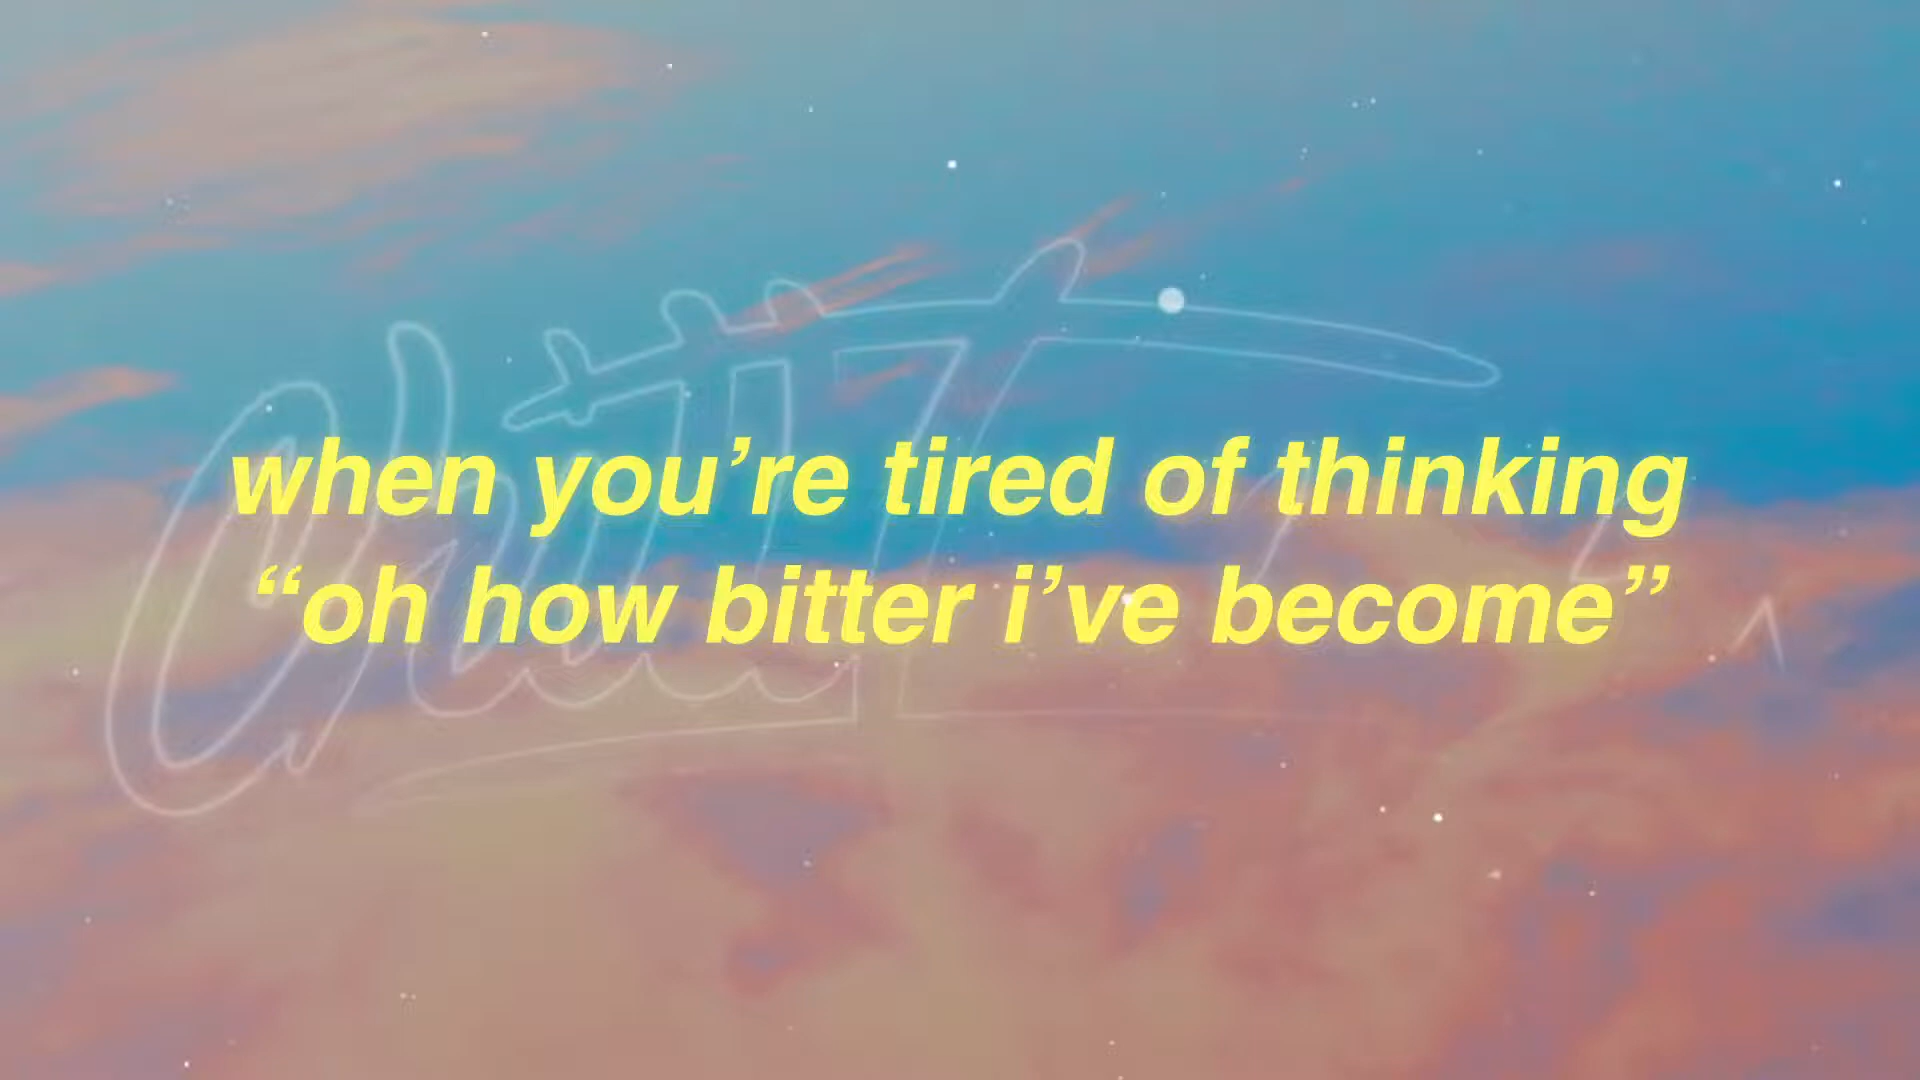 when you’re tired of thinking
“oh how bitter i’ve become”